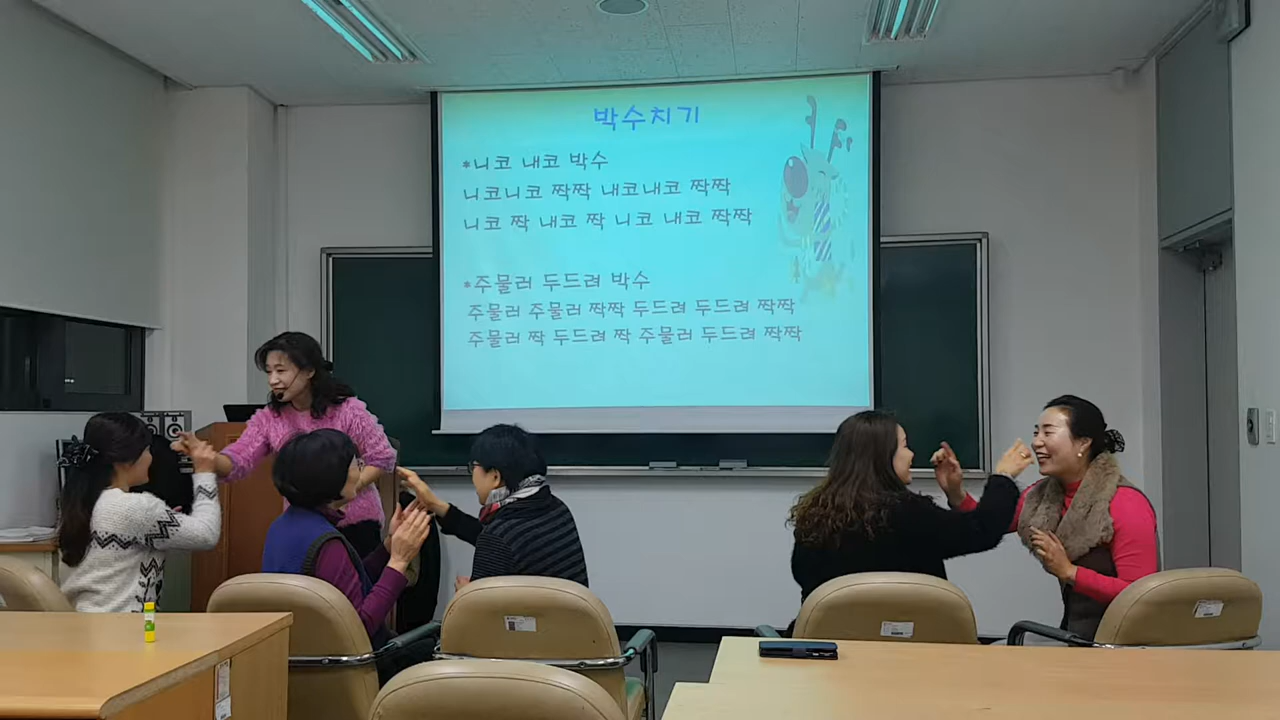 박수치기
*니코 내코 박수
니코니코 짝짝 내코내코 짝짝
니코 짝 내코 짝 니코 내코 짝짝
*주물러 두드려 박수
주물러 주물러 짝짝 두드려 두드려 짝짝
주물러 짝 두드려 짝 주물러 두드려 짝짝